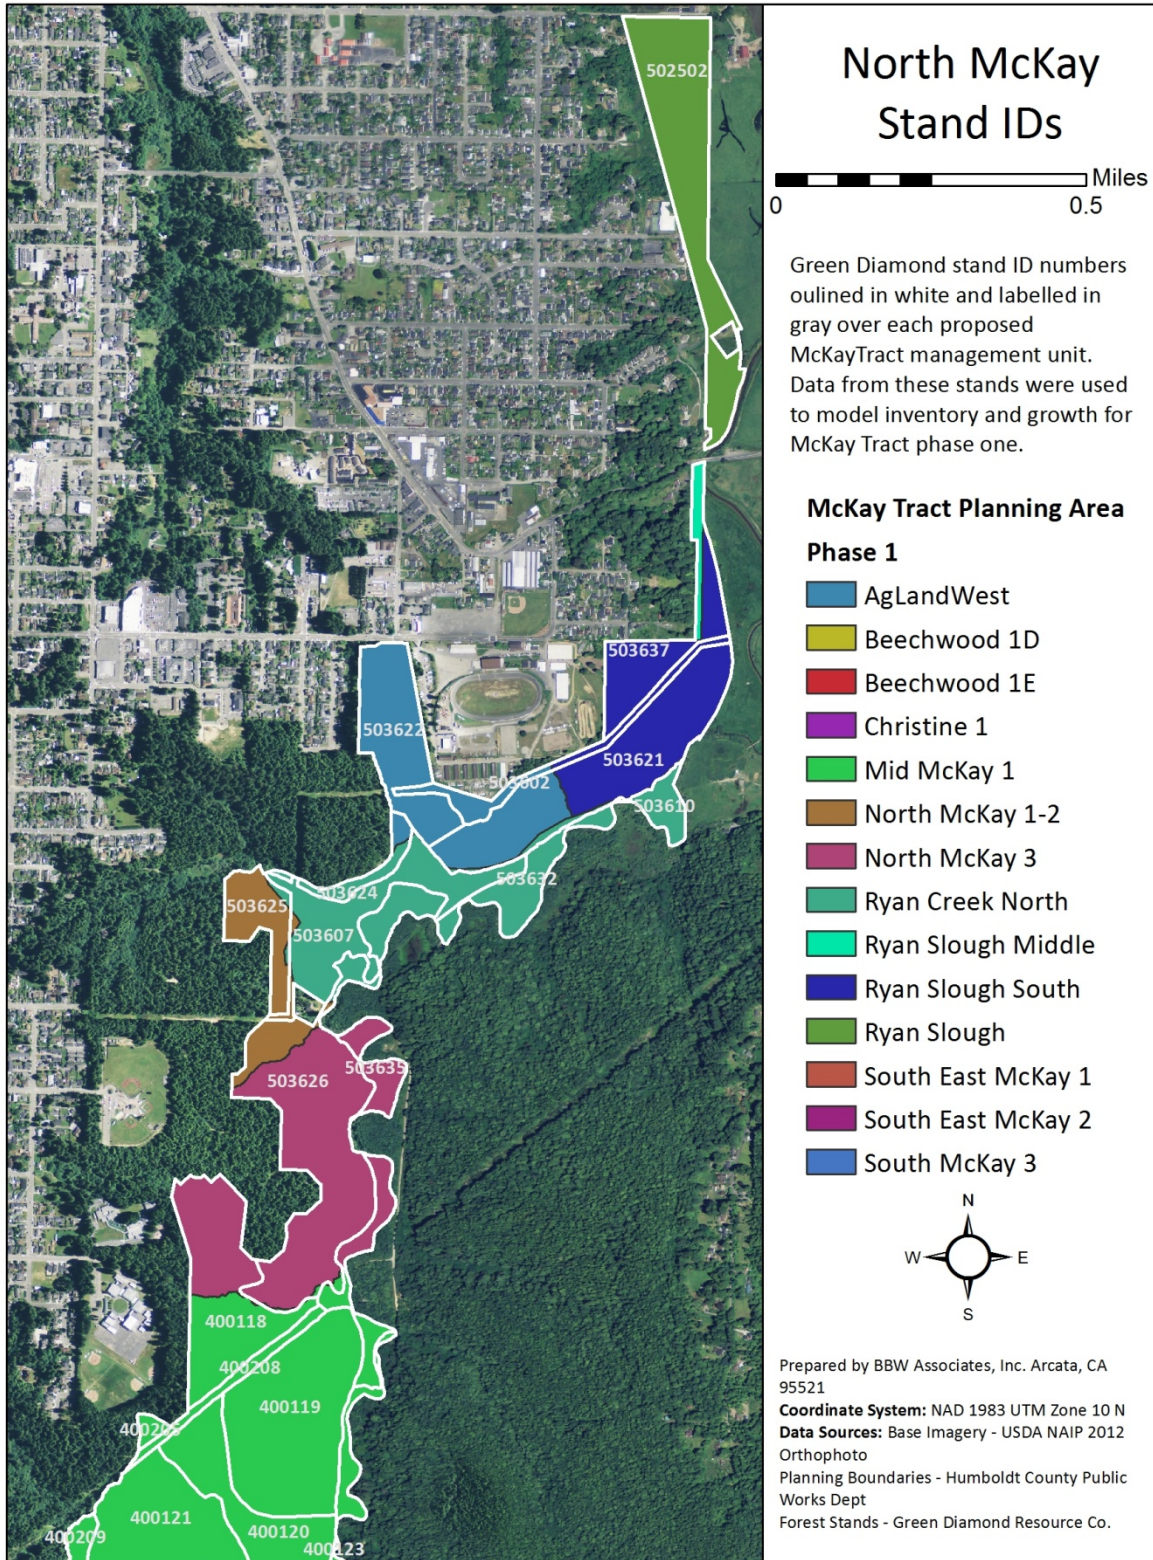 North McKay
Stand IDs
Miles
0 0.5
Green Diamond stand ID numbers
oulined in white and labelled in
gray over each proposed
McKayTract management unit.
Data from these stands were used
to model inventory and growth for
McKay Tract phase one.
McKay Tract Planning Area
Phase 1
AgLandWest
Beechwood 1D
Beechwood 1E
Christine 1
Mid McKay 1
North McKay 1-2
North McKay 3
Ryan Creek North
Ryan Slough Middle
Ryan Slough South
Ryan Slough
South East McKay 1
South East McKay 2
South McKay 3
N
W E
S
Prepared by BBW Associates, Inc. Arcata, CA
95521
Coordinate System: NAD 1983 UTM Zone 10 N
Data Sources: Base Imagery - USDA NAIP 2012
Orthophoto
Planning Boundaries - Humboldt County Public
Works Dept
Forest Stands - Green Diamond Resource Co.
502502
503637
503622
503621
503602
503610
503632
503624
503625
503607
503635
503626
400118
400208
400119
400205
400121
400120
400209
400123